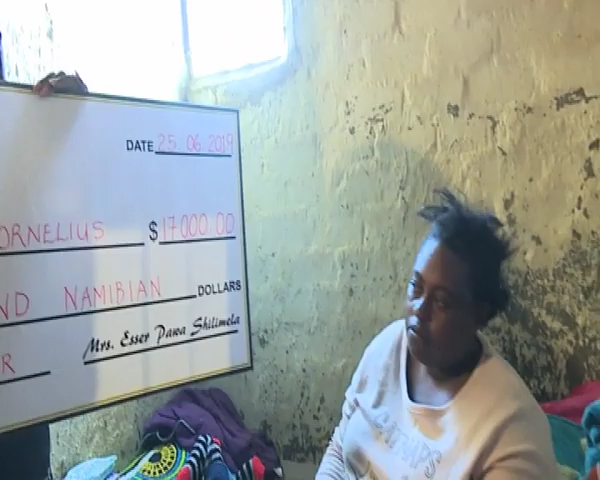 DATE 25.06.2019
ORNELIUS $17000.00
ND NAMIBIAN DOLLARS
R Mrs. Esser Pawa Shilimela